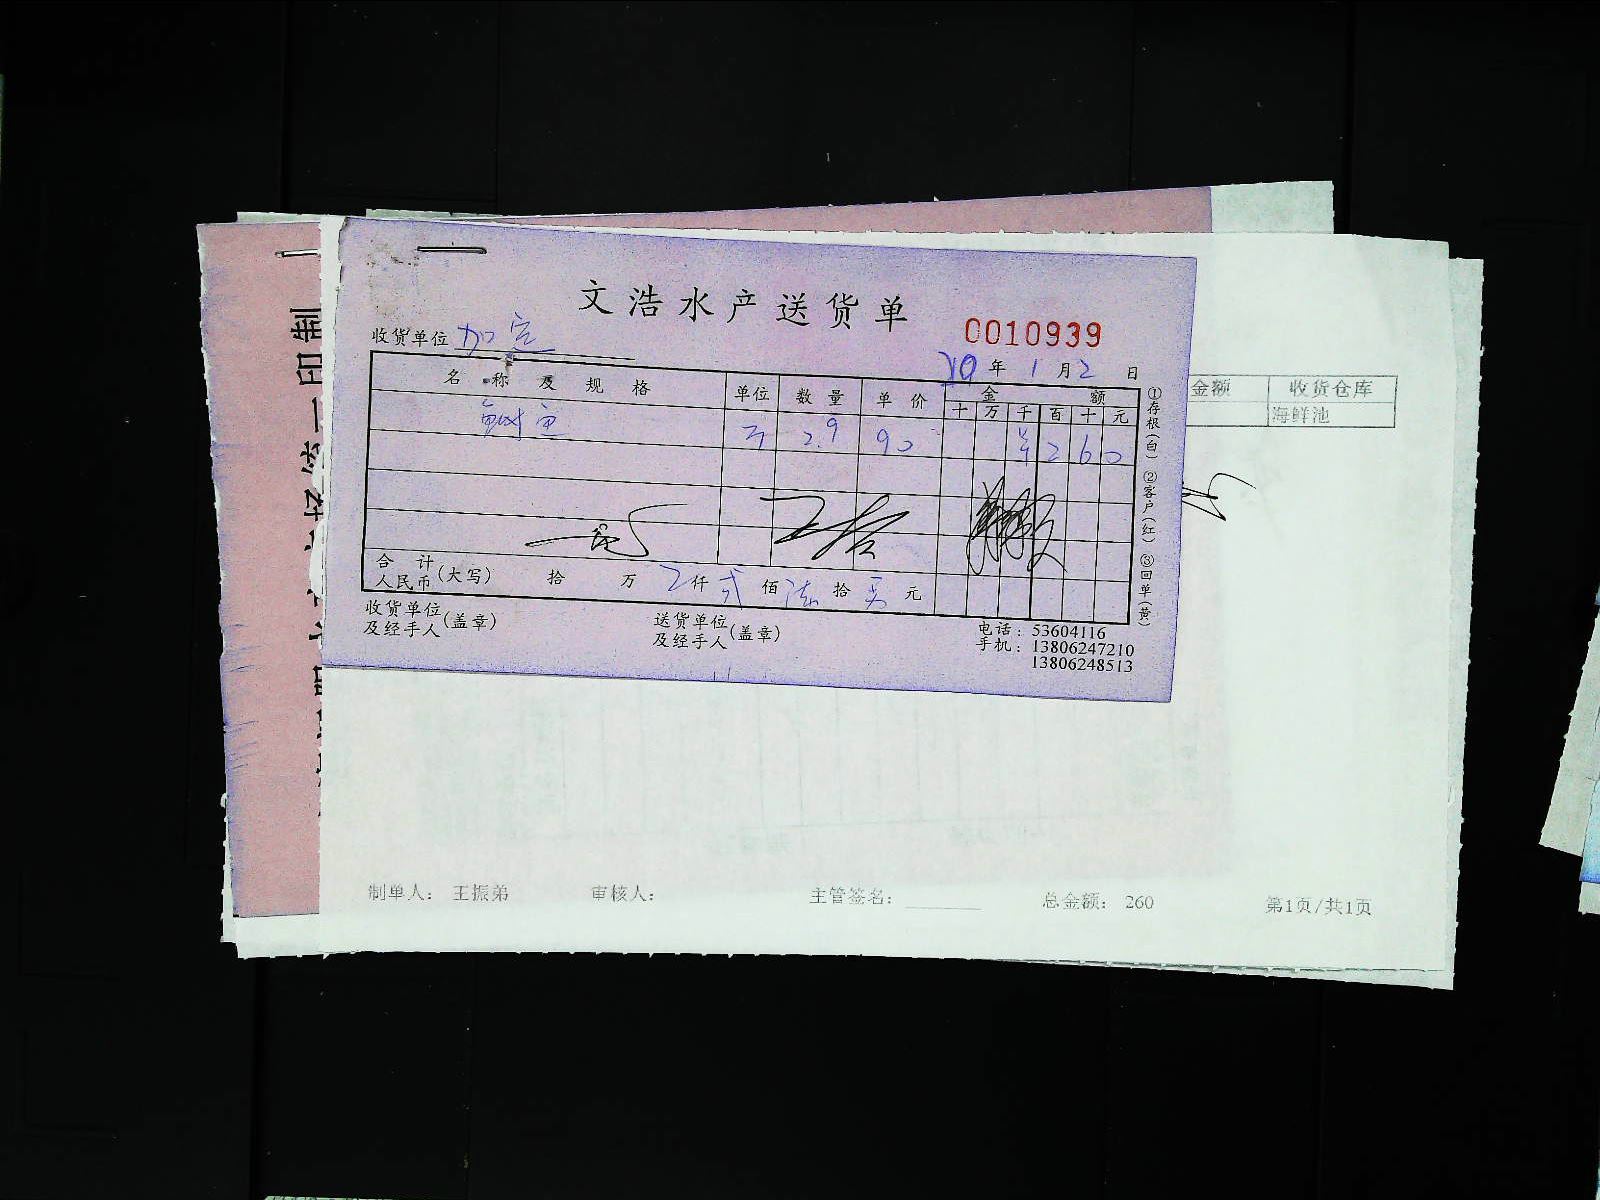 文浩水产送货单
0010939
收货单位 加
年 1 月 2 日
名称及规格 单位 数量 单价 金额
十 万 千 百 十 元
鱼 斤 2.9 90 ¥ 2 6 0
合计
人民币(大写) 拾 万 仟 贰 佰 陆 拾 元
收货单位
及经手人(盖章)
送货单位
及经手人(盖章)
电话：53604116
手机：13806247210
13806248513
①存根(白) ②客户(红) ③回单(黄)
金额 收货仓库
海鲜池
制单人： 王振弟 审核人： 主管签名： 总金额： 260 第1页/共1页